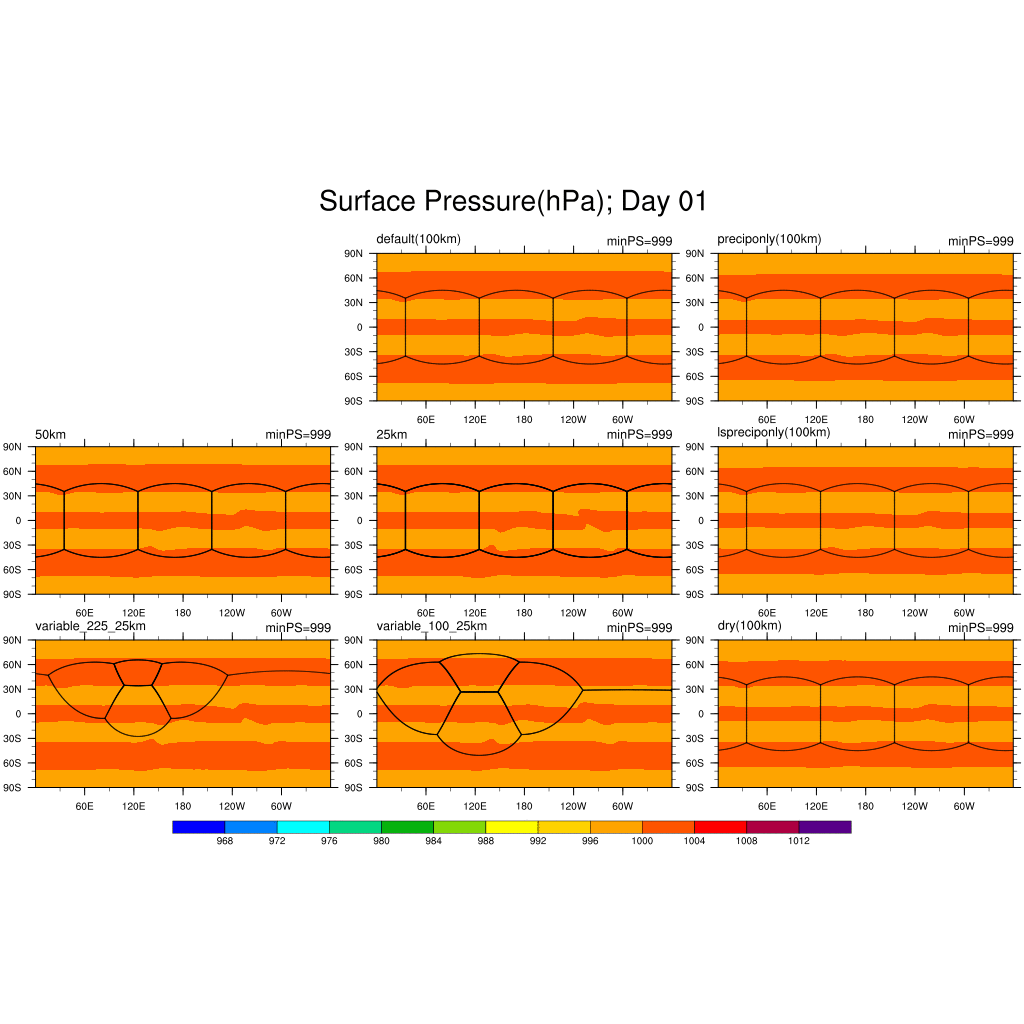 Surface Pressure(hPa); Day 01
default(100km) minPS=999
90N
60N
30N
0
30S
60S
90S
60E 120E 180 120W 60W
preciponly(100km) minPS=999
90N
60N
30N
0
30S
60S
90S
60E 120E 180 120W 60W
50km minPS=999
90N
60N
30N
0
30S
60S
90S
60E 120E 180 120W 60W
25km minPS=999
90N
60N
30N
0
30S
60S
90S
60E 120E 180 120W 60W
lspreciponly(100km) minPS=999
90N
60N
30N
0
30S
60S
90S
60E 120E 180 120W 60W
variable_225_25km minPS=999
90N
60N
30N
0
30S
60S
90S
60E 120E 180 120W 60W
variable_100_25km minPS=999
90N
60N
30N
0
30S
60S
90S
60E 120E 180 120W 60W
dry(100km) minPS=999
90N
60N
30N
0
30S
60S
90S
60E 120E 180 120W 60W
968 972 976 980 984 988 992 996 1000 1004 1008 1012